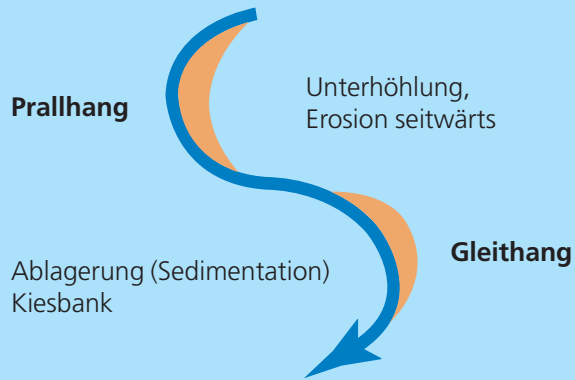 Prallhang
Unterhöhlung,
Erosion seitwärts
Ablagerung (Sedimentation)
Kiesbank
Gleithang